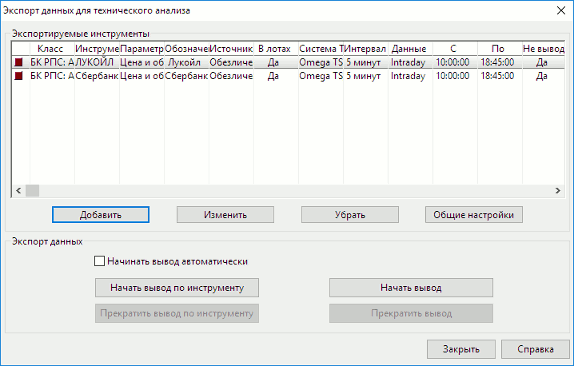 Экспорт данных для технического анализа
Экспортируемые инструменты
Класс Инструме Параметр Обозначе Источник В лотах Система Т Интервал Данные С По Не вывод
БК РПС: А ЛУКОЙЛ Цена и об Лукойл Обезличе Да Omega TS 5 минут Intraday 10:00:00 18:45:00 Да
БК РПС: А Сбербанк Цена и об Сбербанк Обезличе Да Omega TS 5 минут Intraday 10:00:00 18:45:00 Да
Добавить Изменить Убрать Общие настройки
Экспорт данных
Начинать вывод автоматически
Начать вывод по инструменту Начать вывод
Прекратить вывод по инструменту Прекратить вывод
Закрыть Справка